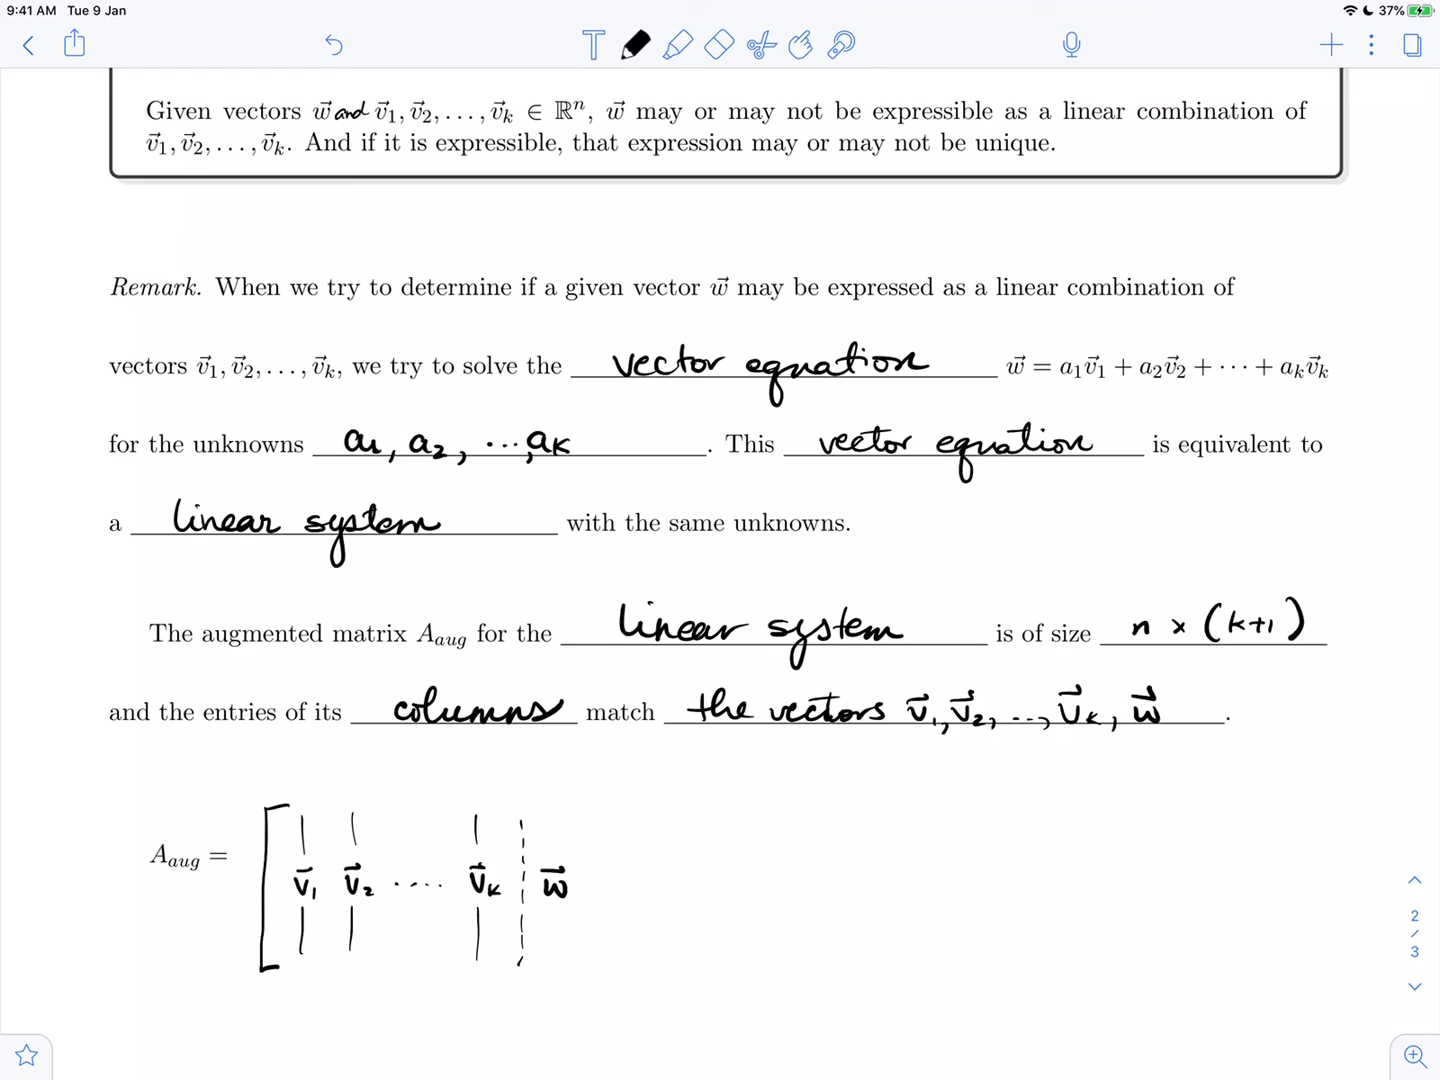 9:41 AM Tue 9 Jan 37%
Given vectors w⃗ and v⃗₁, v⃗₂, . . . , v⃗ₖ ∈ ℝⁿ, w⃗ may or may not be expressible as a linear combination of
v⃗₁, v⃗₂, . . . , v⃗ₖ. And if it is expressible, that expression may or may not be unique.
Remark. When we try to determine if a given vector w⃗ may be expressed as a linear combination of
vectors v⃗₁, v⃗₂, . . . , v⃗ₖ, we try to solve the vector equation w⃗ = a₁v⃗₁ + a₂v⃗₂ + · · · + aₖv⃗ₖ
for the unknowns a₁, a₂, ..., aₖ. This vector equation is equivalent to
a linear system with the same unknowns.
The augmented matrix A_aug for the linear system is of size n × (k+1)
and the entries of its columns match the vectors v⃗₁, v⃗₂, ..., v⃗ₖ, w⃗.
A_aug = [ v⃗₁ v⃗₂ .... v⃗ₖ ¦ w⃗
2
/
3